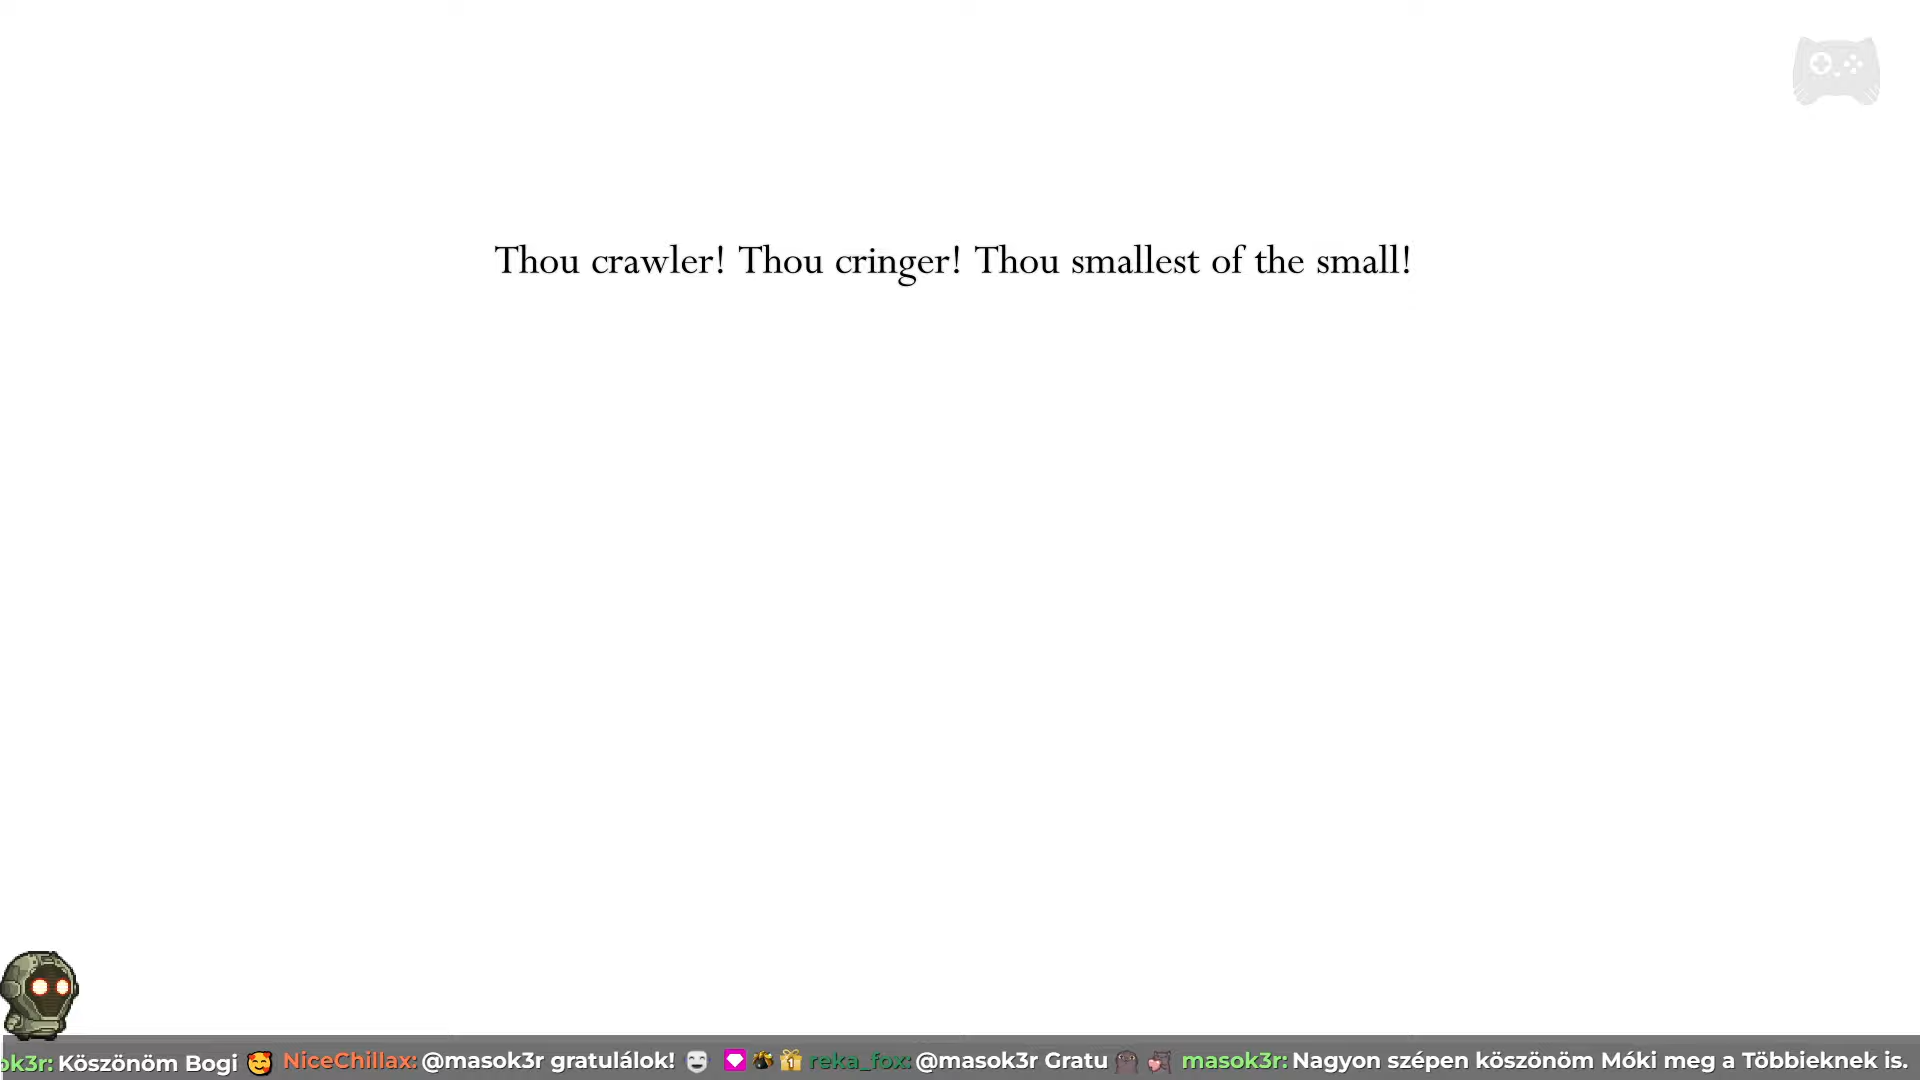 Thou crawler! Thou cringer! Thou smallest of the small!
ok3r: Köszönöm Bogi NiceChillax: @masok3r gratulálok! reka_fox: @masok3r Gratu masok3r: Nagyon szépen köszönöm Móki meg a Többieknek is.